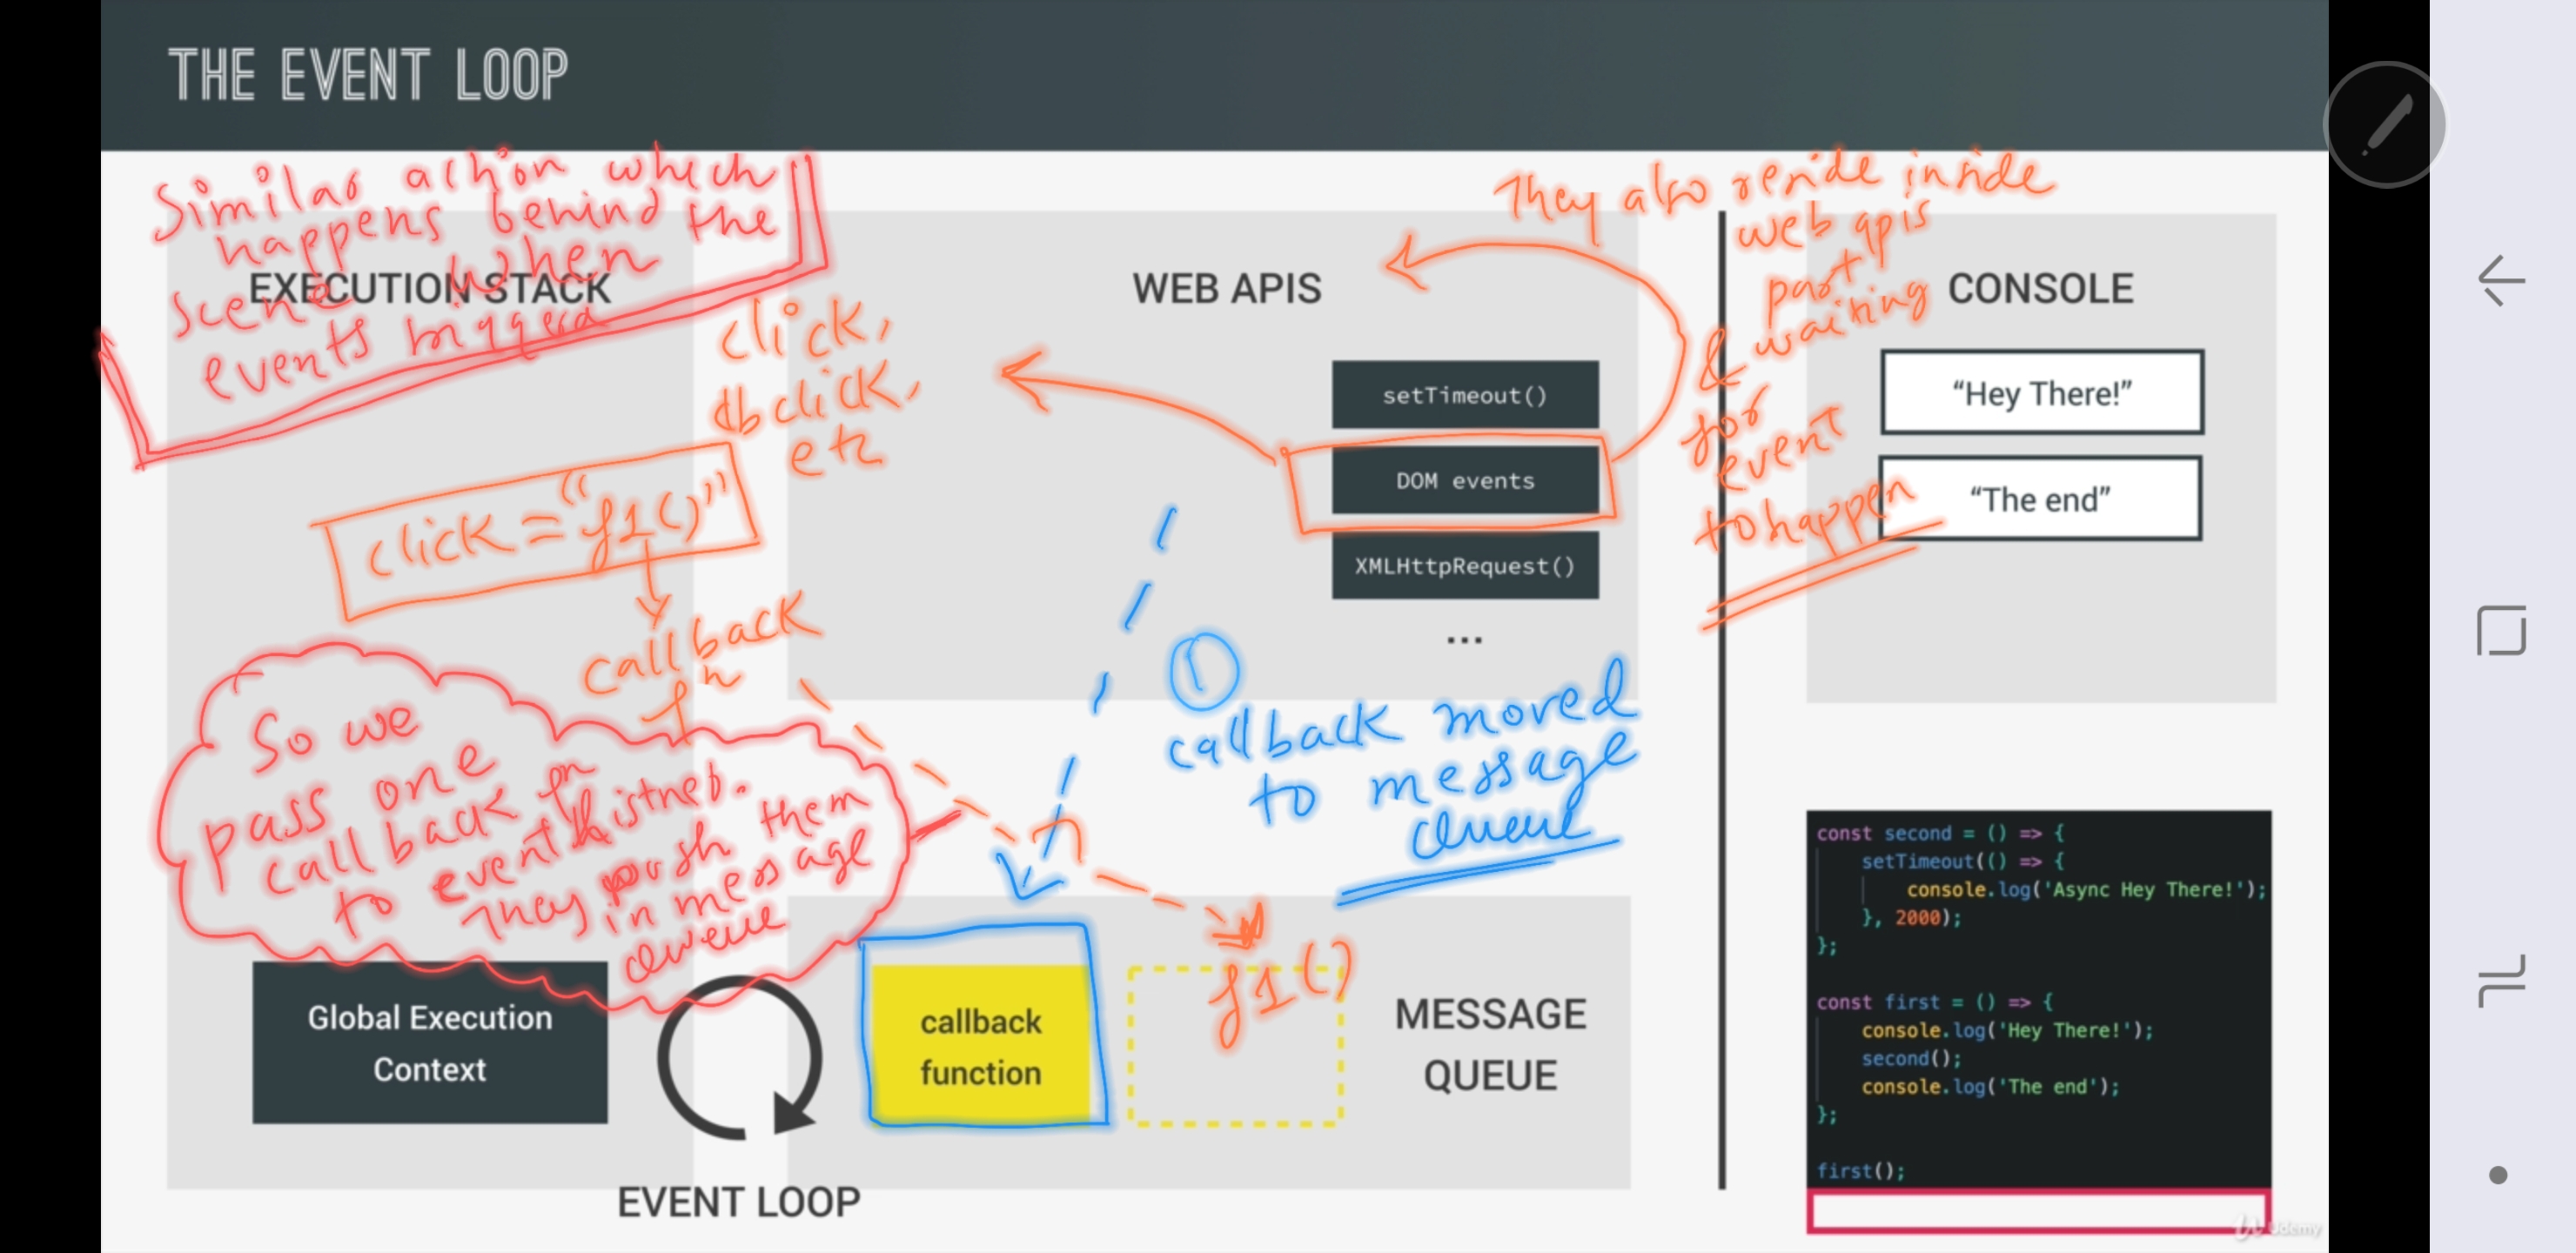 THE EVENT LOOP
Similar action which
happens behind the
scene when
events triggerd
EXECUTION STACK
click,
dbclick,
etc
click = "f1()"
callback
fn
So we
pass one
callback fn
to event listner.
They push them
in message
queue
Global Execution
Context
EVENT LOOP
WEB APIS
setTimeout()
DOM events
XMLHttpRequest()
...
They also reside inside
web apis
part
& waiting
for
event
to happen
1
callback moved
to message
queue
callback
function
f1()
MESSAGE
QUEUE
CONSOLE
“Hey There!”
“The end”
const second = () => {
setTimeout(() => {
console.log('Async Hey There!');
}, 2000);
};
const first = () => {
console.log('Hey There!');
second();
console.log('The end');
};
first();
Udemy